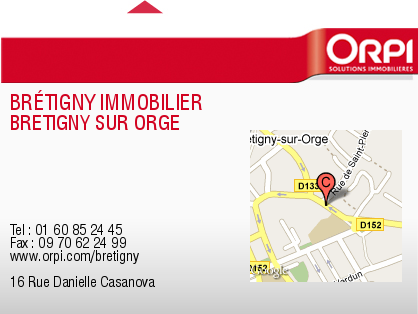 ORPI
SOLUTIONS IMMOBILIÈRES
BRÉTIGNY IMMOBILIER
BRETIGNY SUR ORGE
etigny-sur-Orge
Rue de Saint-Pier
D133
C
D152
D152
Google
Verdun
Tel : 01 60 85 24 45
Fax : 09 70 62 24 99
www.orpi.com/bretigny
16 Rue Danielle Casanova